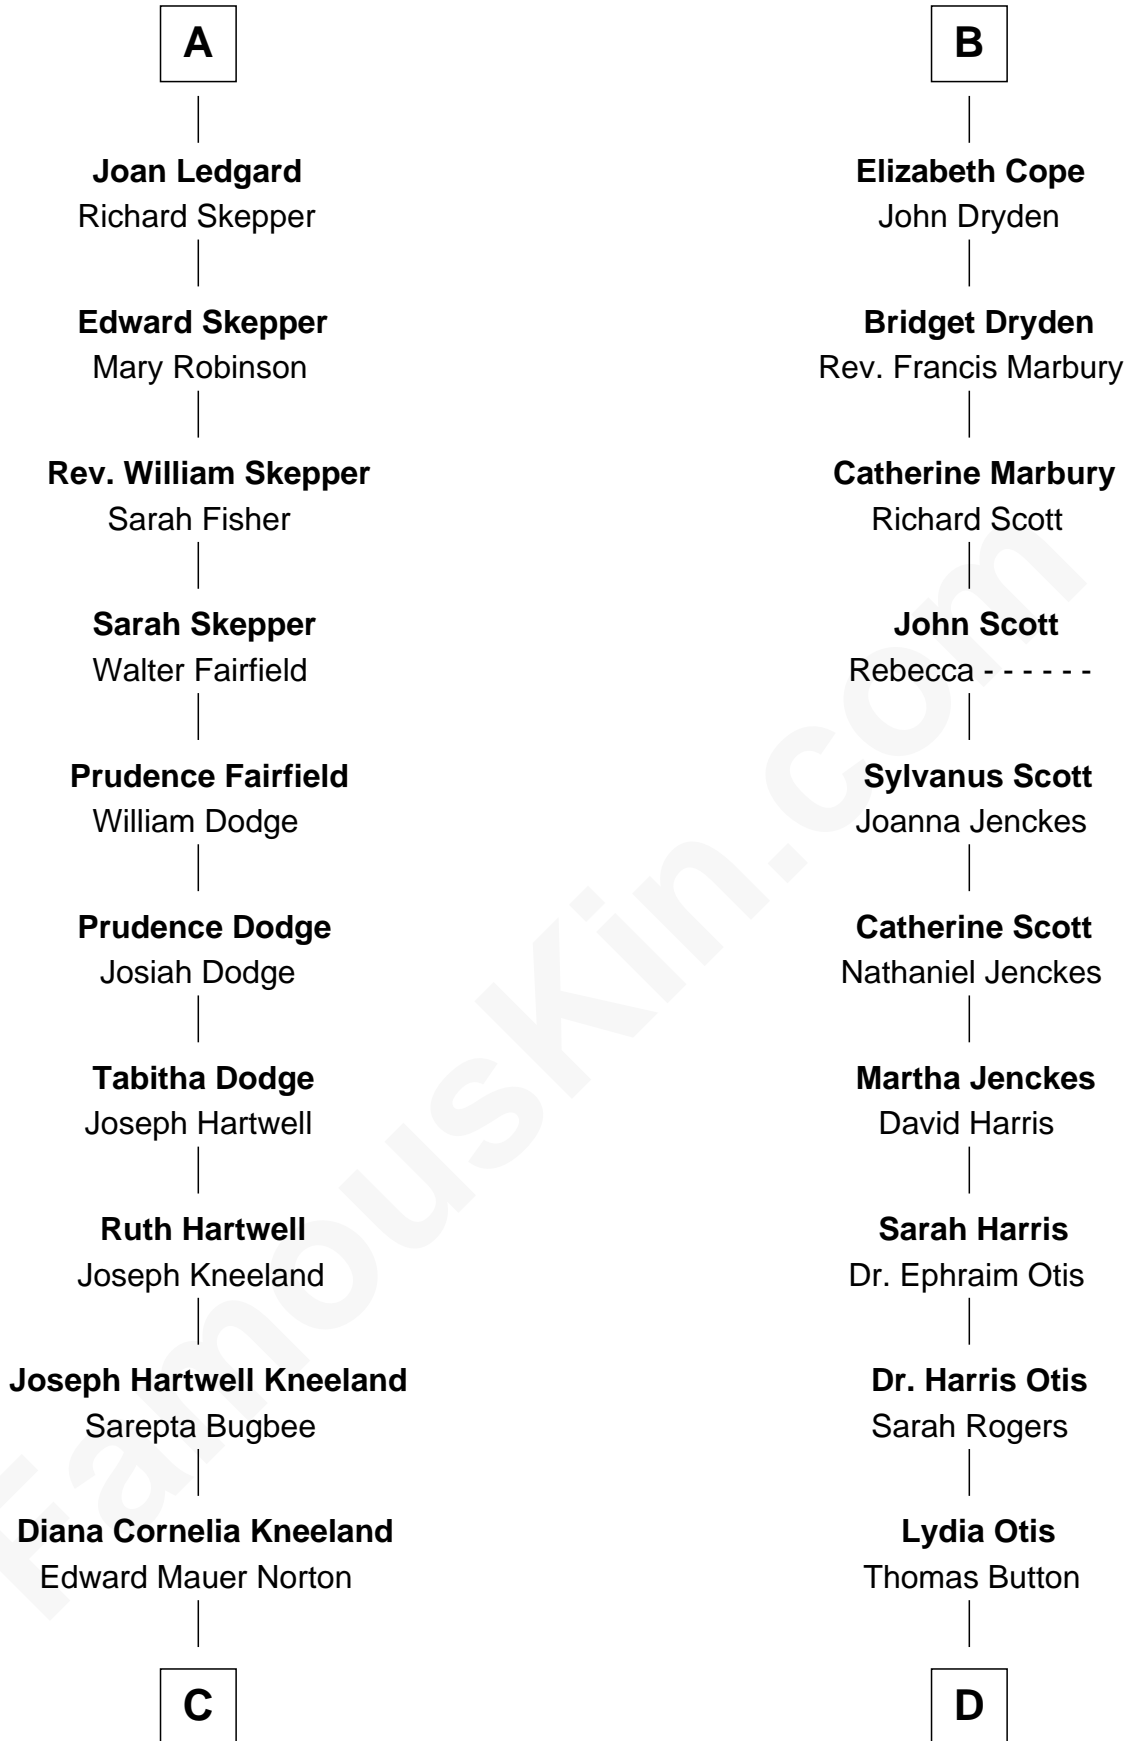 A
Joan Ledgard
Richard Skepper
Edward Skepper
Mary Robinson
Rev. William Skepper
Sarah Fisher
Sarah Skepper
Walter Fairfield
Prudence Fairfield
William Dodge
Prudence Dodge
Josiah Dodge
Tabitha Dodge
Joseph Hartwell
Ruth Hartwell
Joseph Kneeland
Joseph Hartwell Kneeland
Sarepta Bugbee
Diana Cornelia Kneeland
Edward Mauer Norton
C
B
Elizabeth Cope
John Dryden
Bridget Dryden
Rev. Francis Marbury
Catherine Marbury
Richard Scott
John Scott
Rebecca - - - - - -
Sylvanus Scott
Joanna Jenckes
Catherine Scott
Nathaniel Jenckes
Martha Jenckes
David Harris
Sarah Harris
Dr. Ephraim Otis
Dr. Harris Otis
Sarah Rogers
Lydia Otis
Thomas Button
D
FamousKin.com